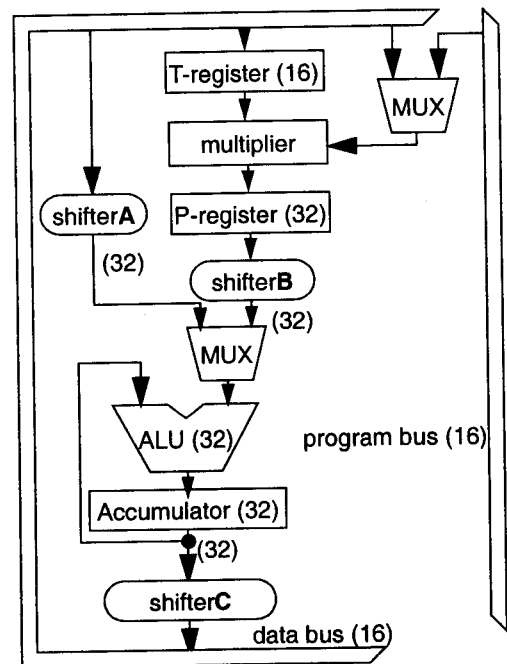 T-register (16)
MUX
multiplier
shifterA
P-register (32)
(32)
shifterB
(32)
MUX
ALU (32)
program bus (16)
Accumulator (32)
(32)
shifterC
data bus (16)